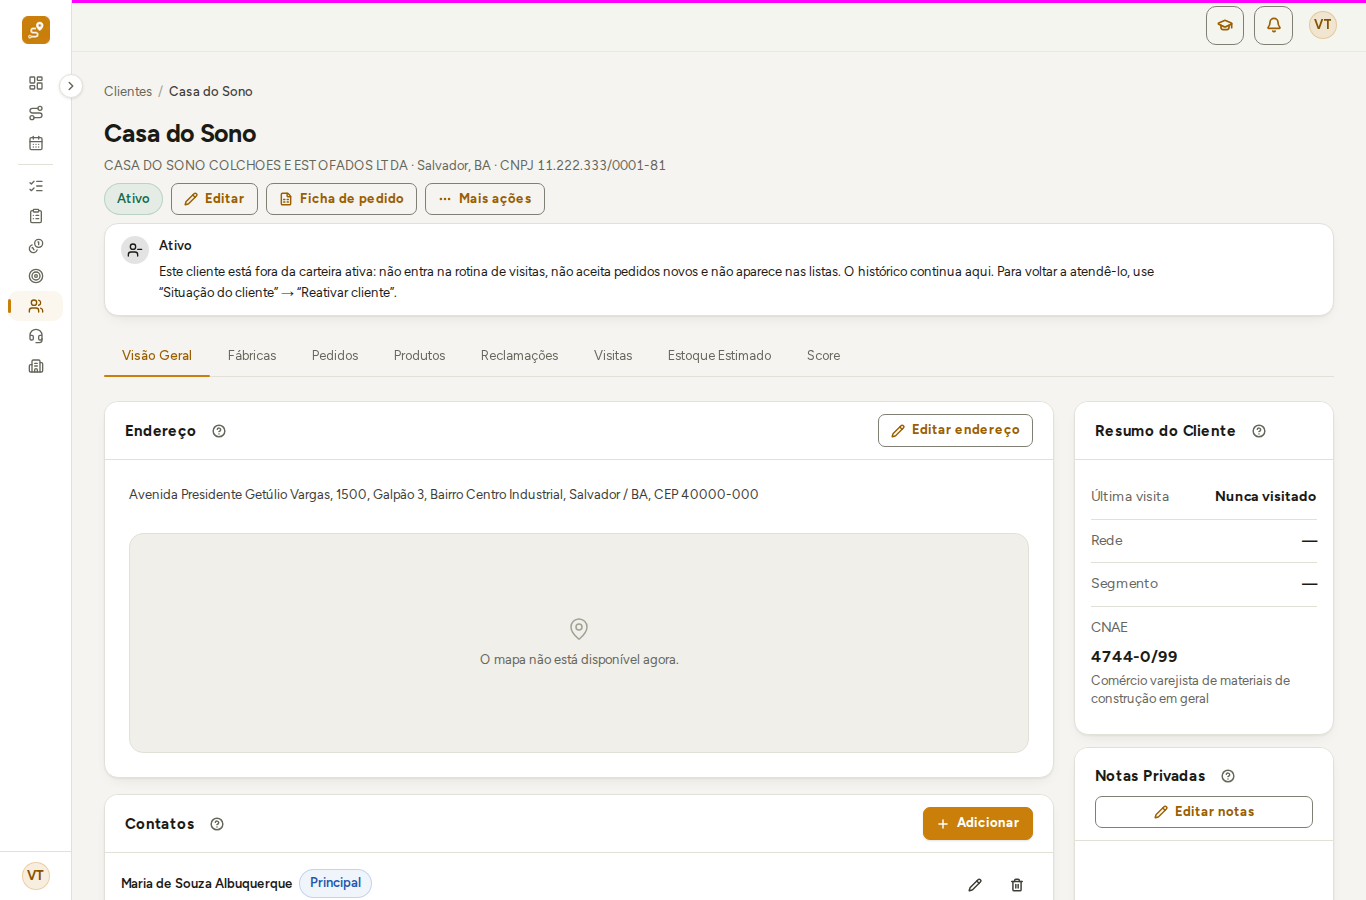 VT
Clientes / Casa do Sono
Casa do Sono
CASA DO SONO COLCHOES E ESTOFADOS LTDA · Salvador, BA · CNPJ 11.222.333/0001-81
Ativo
Editar
Ficha de pedido
Mais ações
Ativo
Este cliente está fora da carteira ativa: não entra na rotina de visitas, não aceita pedidos novos e não aparece nas listas. O histórico continua aqui. Para voltar a atendê-lo, use
“Situação do cliente” → “Reativar cliente”.
Visão Geral
Fábricas
Pedidos
Produtos
Reclamações
Visitas
Estoque Estimado
Score
Endereço
Editar endereço
Avenida Presidente Getúlio Vargas, 1500, Galpão 3, Bairro Centro Industrial, Salvador / BA, CEP 40000-000
O mapa não está disponível agora.
Contatos
Adicionar
Maria de Souza Albuquerque
Principal
Resumo do Cliente
Última visita
Nunca visitado
Rede
—
Segmento
—
CNAE
4744-0/99
Comércio varejista de materiais de
construção em geral
Notas Privadas
Editar notas
VT